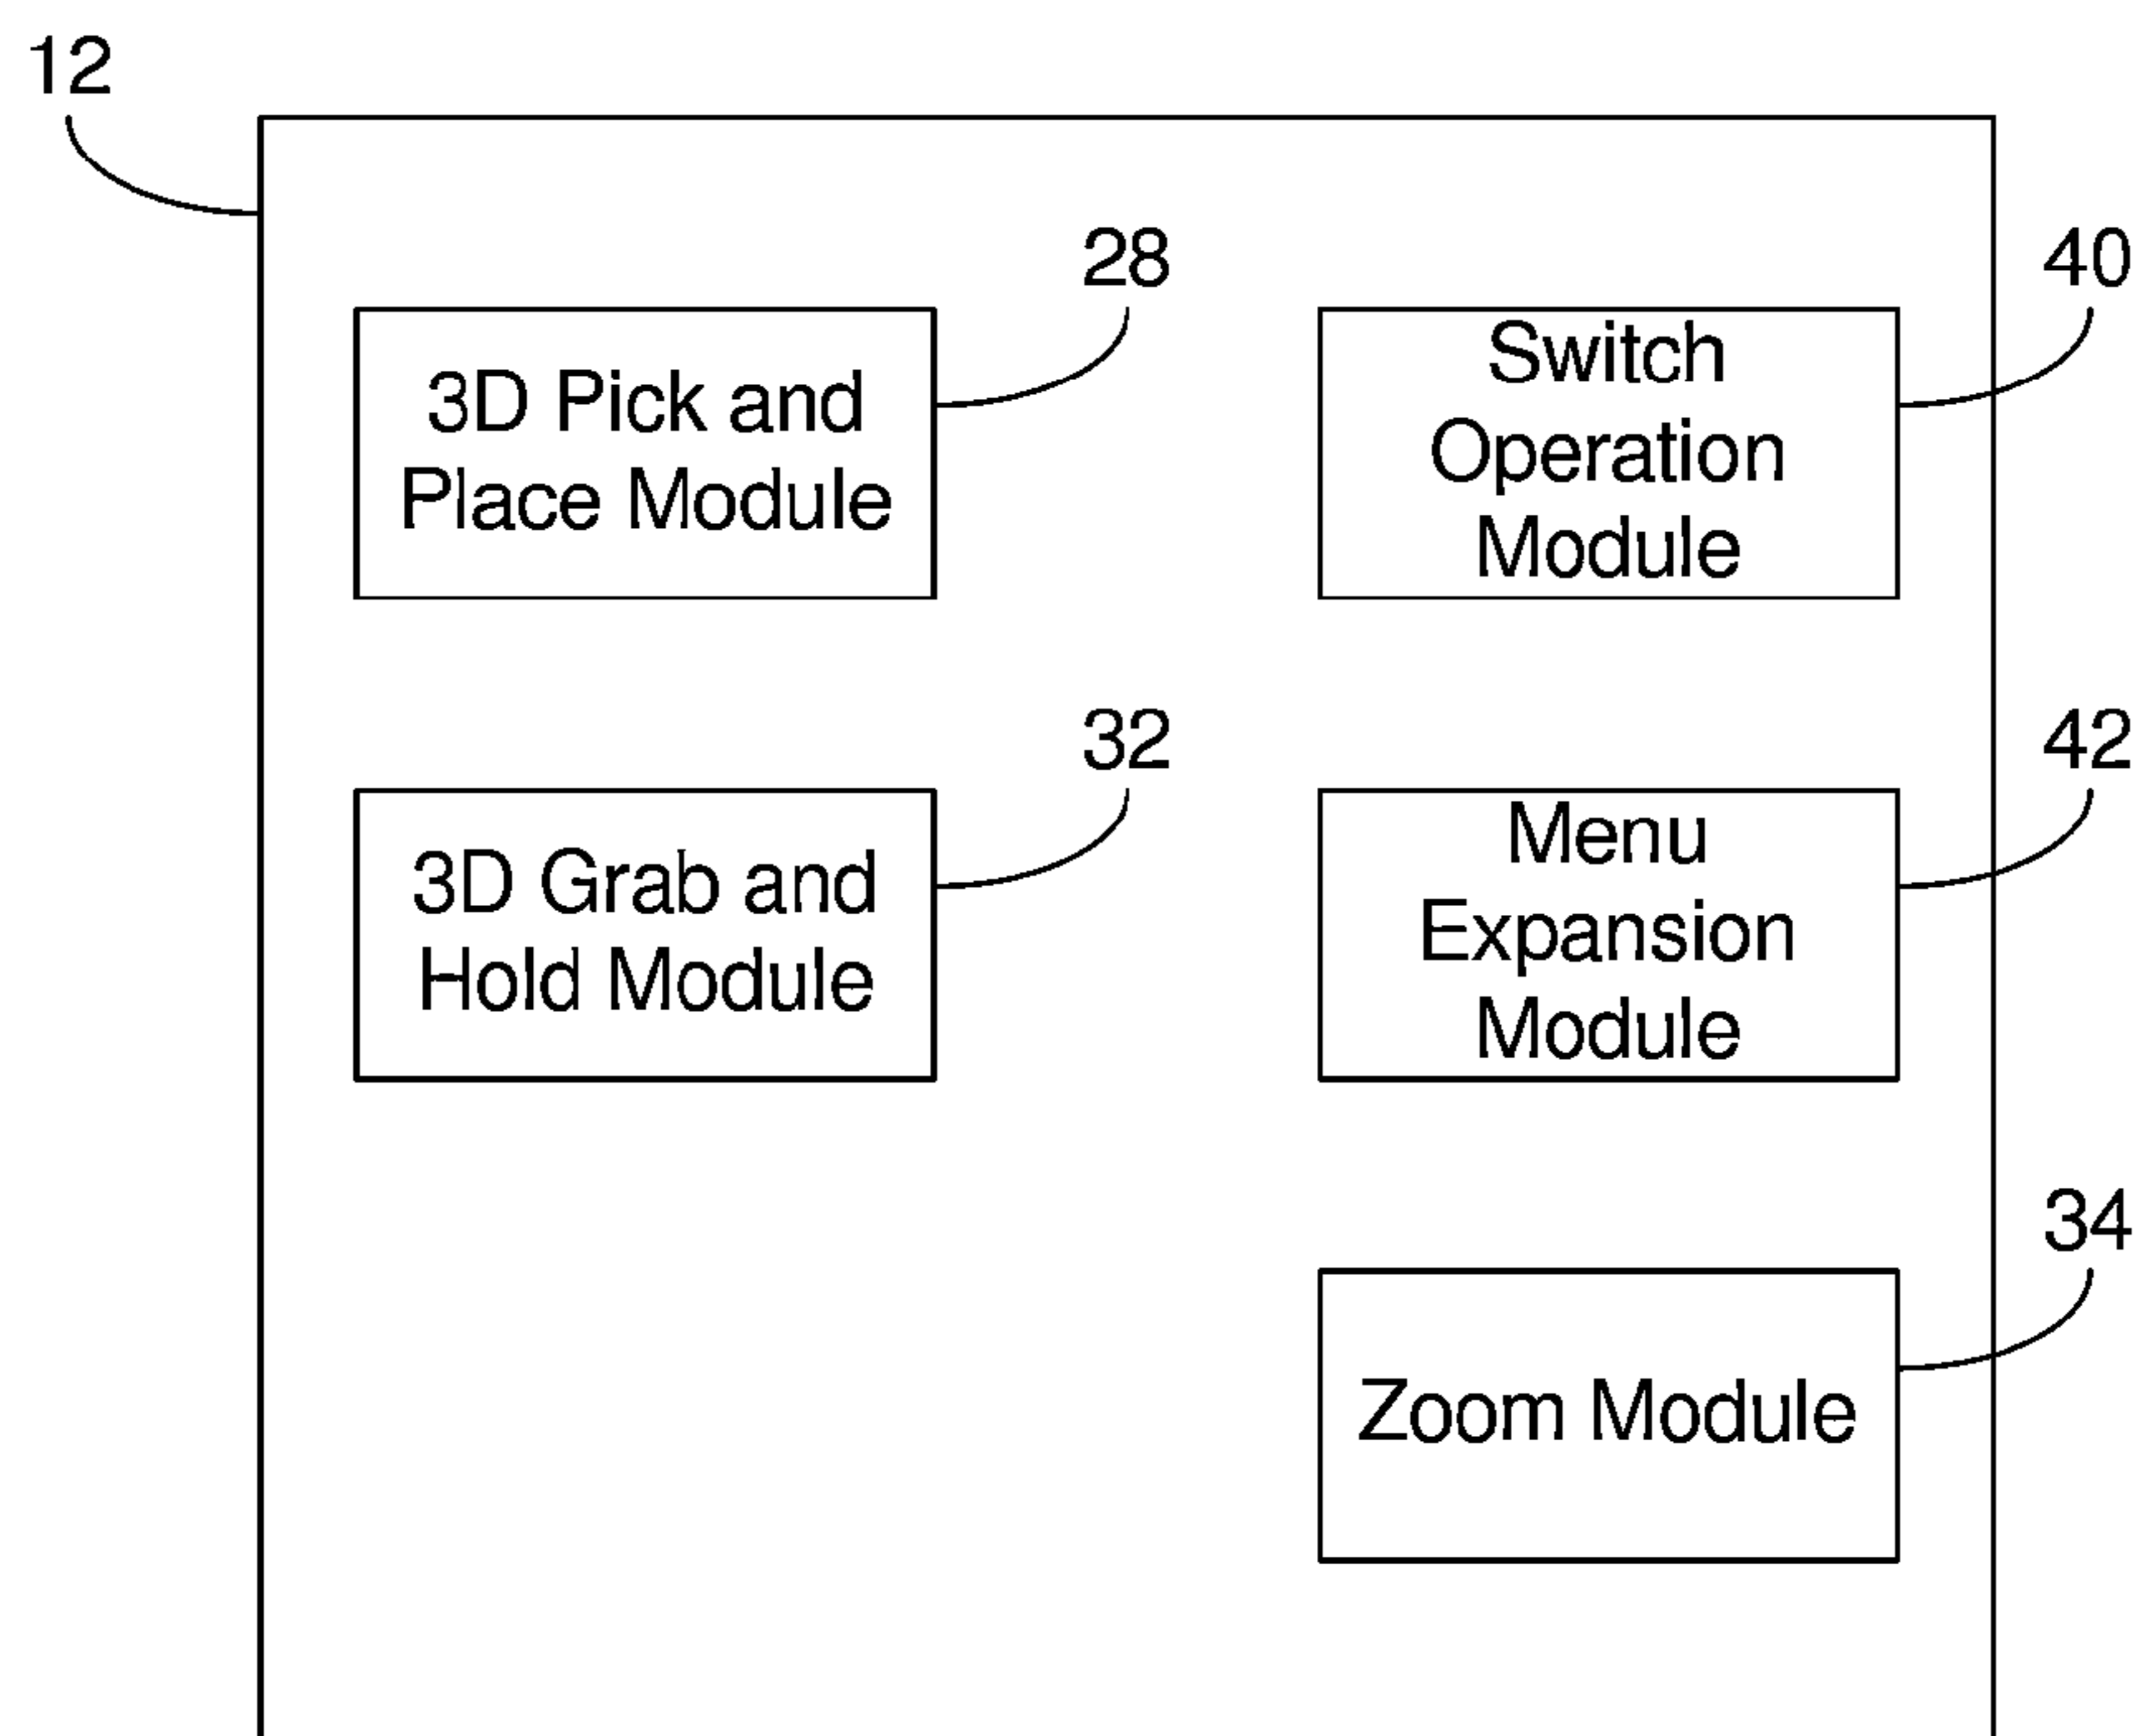 12
28
3D Pick and
Place Module
40
Switch
Operation
Module
32
3D Grab and
Hold Module
42
Menu
Expansion
Module
34
Zoom Module